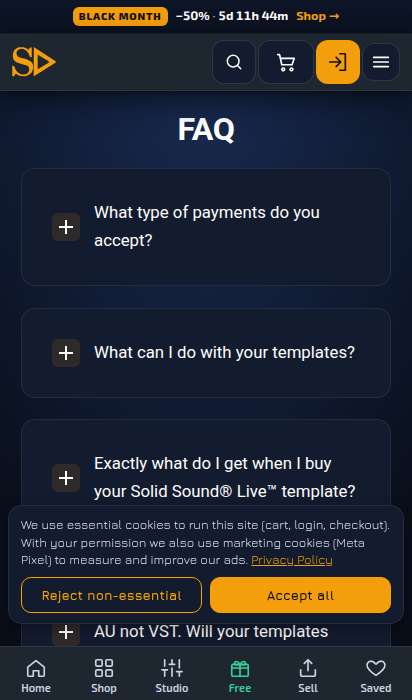 BLACK MONTH −50% · 5d 11h 44m Shop →
S
FAQ
What type of payments do you
accept?
What can I do with your templates?
Exactly what do I get when I buy
your Solid Sound® Live™ template?
We use essential cookies to run this site (cart, login, checkout).
With your permission we also use marketing cookies (Meta
Pixel) to measure and improve our ads. Privacy Policy
Reject non-essential Accept all
AU not VST. Will your templates
Home Shop Studio Free Sell Saved